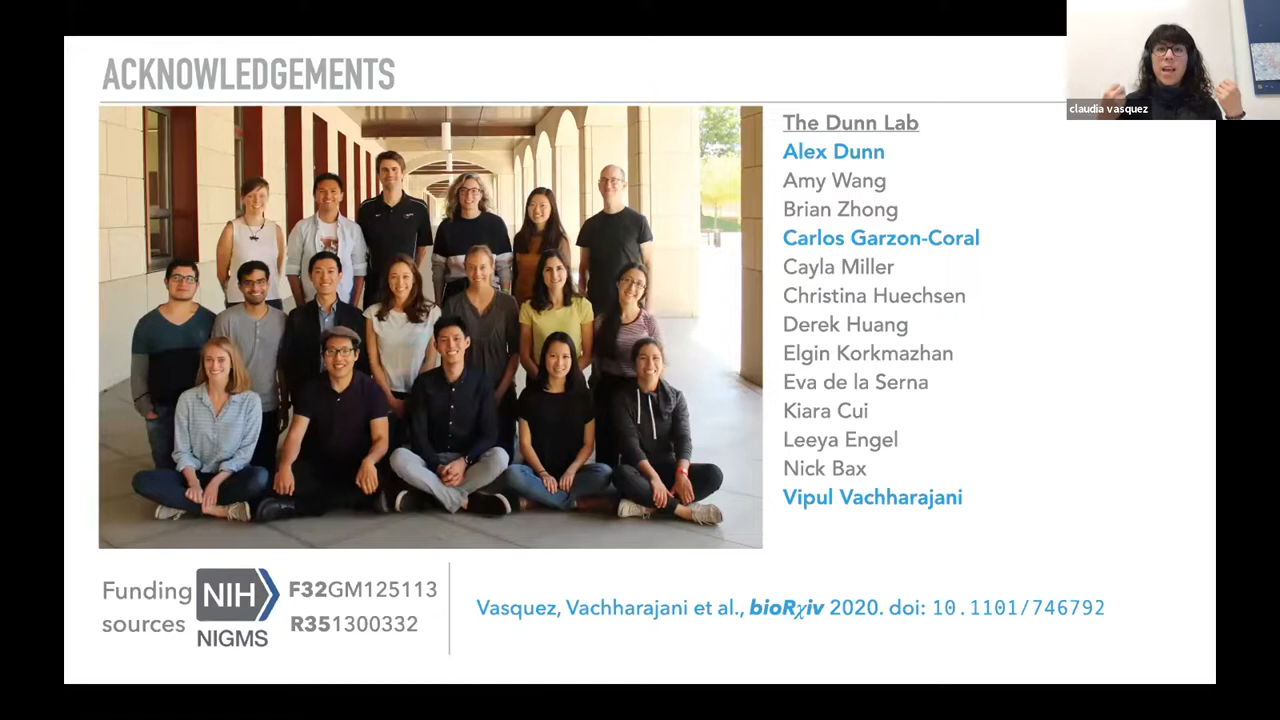 ACKNOWLEDGEMENTS
claudia vasquez
The Dunn Lab
Alex Dunn
Amy Wang
Brian Zhong
Carlos Garzon-Coral
Cayla Miller
Christina Huechsen
Derek Huang
Elgin Korkmazhan
Eva de la Serna
Kiara Cui
Leeya Engel
Nick Bax
Vipul Vachharajani
Funding sources
NIH
NIGMS
F32GM125113
R351300332
Vasquez, Vachharajani et al., bioRχiv 2020. doi: 10.1101/746792